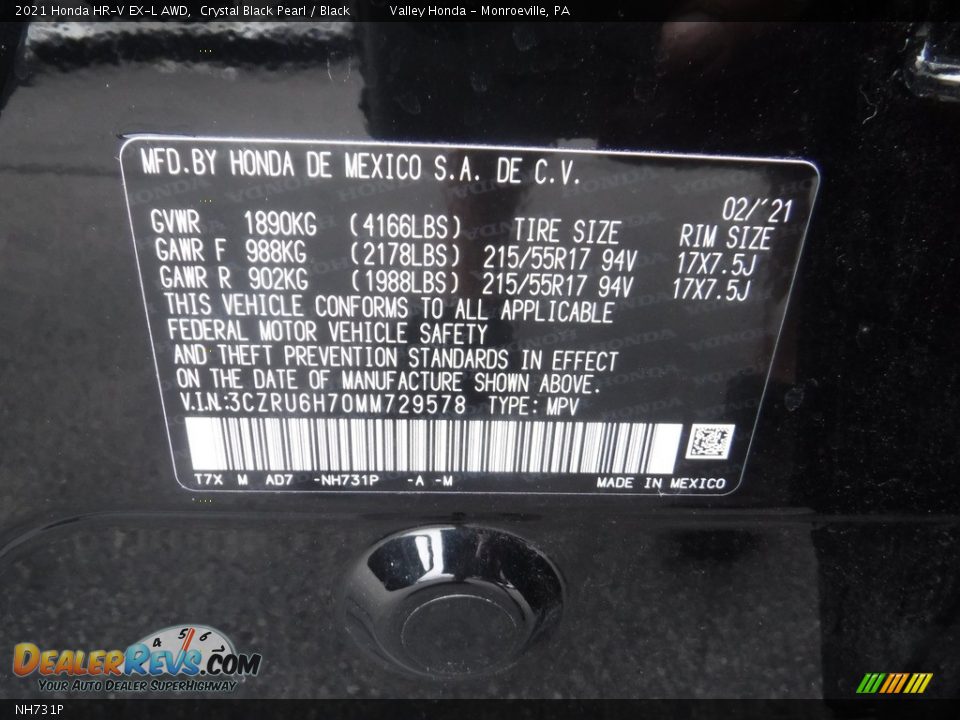 2021 Honda HR-V EX-L AWD, Crystal Black Pearl / Black Valley Honda - Monroeville, PA
MFD.BY HONDA DE MEXICO S.A. DE C.V.
02/'21
GVWR 1890KG (4166LBS) TIRE SIZE RIM SIZE
GAWR F 988KG (2178LBS) 215/55R17 94V 17X7.5J
GAWR R 902KG (1988LBS) 215/55R17 94V 17X7.5J
THIS VEHICLE CONFORMS TO ALL APPLICABLE
FEDERAL MOTOR VEHICLE SAFETY
AND THEFT PREVENTION STANDARDS IN EFFECT
ON THE DATE OF MANUFACTURE SHOWN ABOVE.
V.I.N:3CZRU6H70MM729578 TYPE: MPV
T7X M AD7 -NH731P -A -M MADE IN MEXICO
4 5 6
DEALERREVS.COM
YOUR AUTO DEALER SUPERHIGHWAY
NH731P